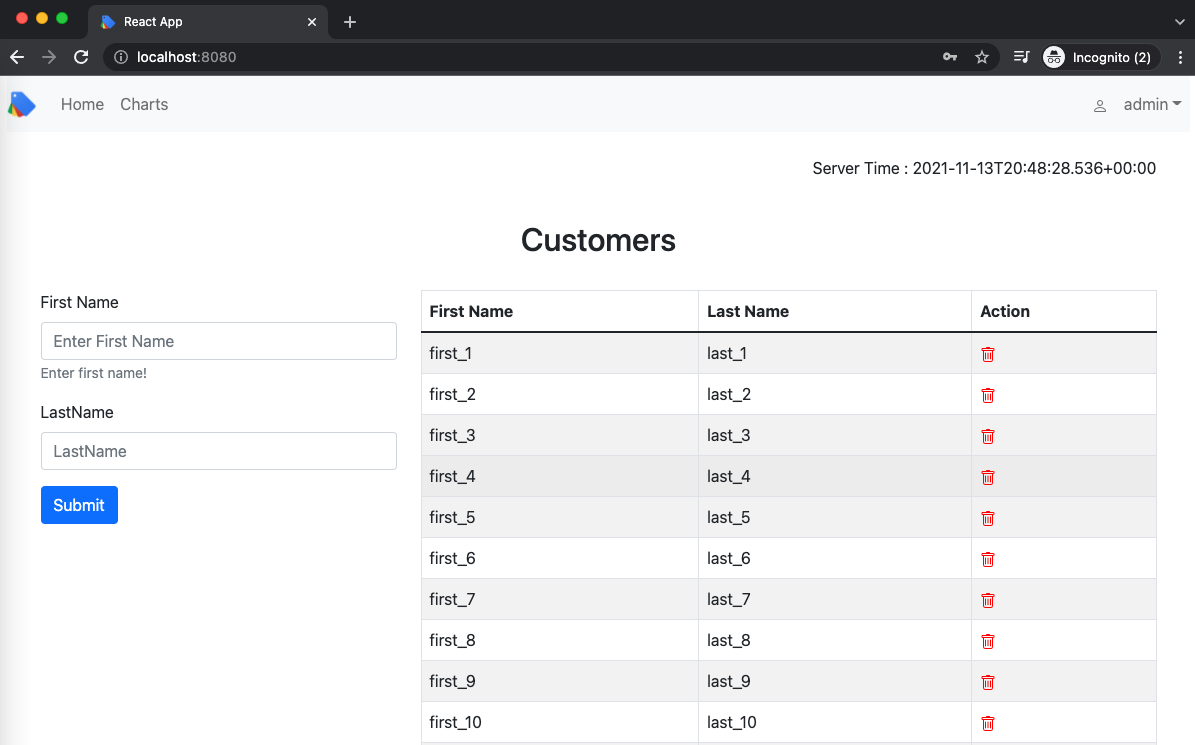 React App
localhost:8080
Incognito (2)
Home Charts admin
Server Time : 2021-11-13T20:48:28.536+00:00
Customers
First Name
Enter First Name
Enter first name!
LastName
LastName
Submit
First Name Last Name Action
first_1 last_1
first_2 last_2
first_3 last_3
first_4 last_4
first_5 last_5
first_6 last_6
first_7 last_7
first_8 last_8
first_9 last_9
first_10 last_10